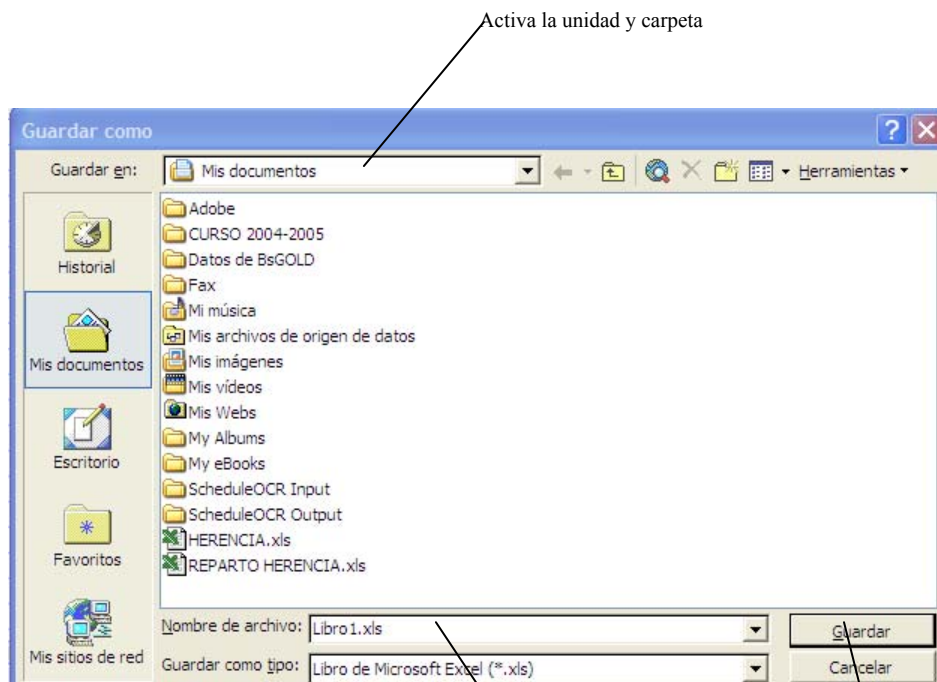 Activa la unidad y carpeta
Guardar como
Guardar en:
Mis documentos
Herramientas
Historial
Mis documentos
Escritorio
Favoritos
Mis sitios de red
Adobe
CURSO 2004-2005
Datos de BsGOLD
Fax
Mi música
Mis archivos de origen de datos
Mis imágenes
Mis vídeos
Mis Webs
My Albums
My eBooks
ScheduleOCR Input
ScheduleOCR Output
HERENCIA.xls
REPARTO HERENCIA.xls
Nombre de archivo: Libro1.xls
Guardar
Guardar como tipo: Libro de Microsoft Excel (*.xls)
Cancelar